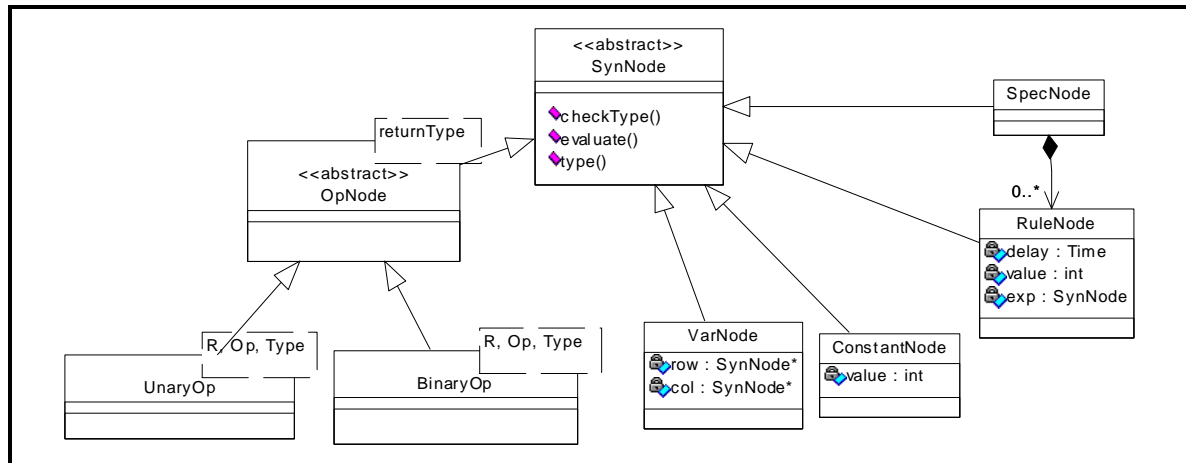 <<abstract>>
SynNode
checkType()
evaluate()
type()
SpecNode
returnType
<<abstract>>
OpNode
0..*
RuleNode
delay : Time
value : int
exp : SynNode
R, Op, Type
UnaryOp
R, Op, Type
BinaryOp
VarNode
row : SynNode*
col : SynNode*
ConstantNode
value : int